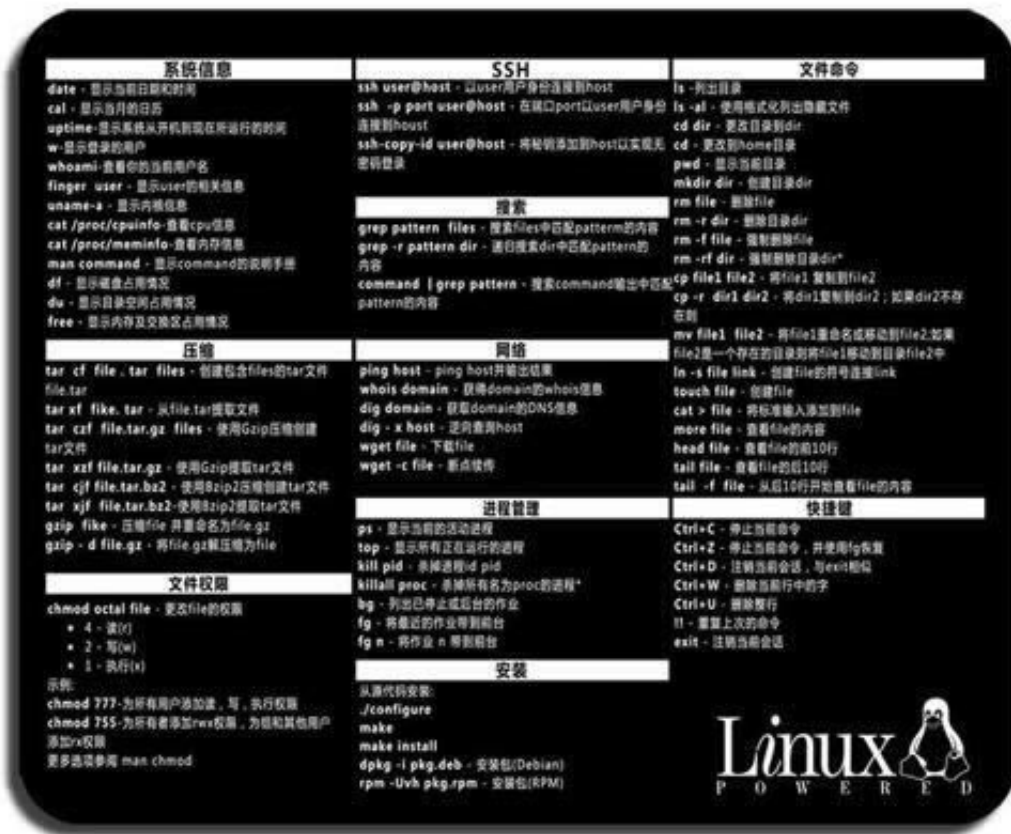 系统信息
date - 显示当前日期和时间
cal - 显示当月的日历
uptime-显示系统从开机到现在所运行的时间
w-显示登录的用户
whoami-查看你的当前用户名
finger user - 显示user的相关信息
uname-a - 显示内核信息
cat /proc/cpuinfo-查看cpu信息
cat /proc/meminfo-查看内存信息
man command - 显示command的说明手册
df - 显示磁盘占用情况
du - 显示目录空间占用情况
free - 显示内存及交换区占用情况
压缩
tar cf file . tar files - 创建包含files的tar文件
file.tar
tar xf fike. tar - 从file.tar提取文件
tar czf file.tar.gz files - 使用Gzip压缩创建
tar文件
tar xzf file.tar.gz - 使用Gzip提取tar文件
tar cjf file.tar.bz2 - 使用Bzip2压缩创建tar文件
tar xjf file.tar.bz2-使用Bzip2提取tar文件
gzip fike - 压缩file 并重命名为file.gz
gzip - d file.gz - 将file.gz解压缩为file
文件权限
chmod octal file - 更改file的权限
• 4 - 读(r)
• 2 - 写(w)
• 1 - 执行(x)
示例:
chmod 777-为所有用户添加读，写，执行权限
chmod 755-为所有者添加rwx权限，为组和其他用户
添加rx权限
更多选项参阅 man chmod
SSH
ssh user@host - 以user用户身份连接到host
ssh -p port user@host - 在端口port以user用户身份
连接到houst
ssh-copy-id user@host - 将秘钥添加到host以实现无
密码登录
搜索
grep pattern files - 搜索files中匹配patterm的内容
grep -r pattern dir - 递归搜索dir中匹配pattern的
内容
command | grep pattern - 搜索command输出中匹配
pattern的内容
网络
ping host - ping host并输出结果
whois domain - 获得domain的whois信息
dig domain - 获取domain的DNS信息
dig - x host - 逆向查询host
wget file - 下载file
wget -c file - 断点续传
进程管理
ps - 显示当前的活动进程
top - 显示所有正在运行的进程
kill pid - 杀掉进程id pid
killall proc - 杀掉所有名为proc的进程*
bg - 列出已停止或后台的作业
fg - 将最近的作业带到前台
fg n - 将作业 n 带到前台
安装
从源代码安装:
./configure
make
make install
dpkg -i pkg.deb - 安装包(Debian)
rpm -Uvh pkg.rpm - 安装包(RPM)
文件命令
ls -列出目录
ls -al - 使用格式化列出隐藏文件
cd dir - 更改目录到dir
cd - 更改到home目录
pwd - 显示当前目录
mkdir dir - 创建目录dir
rm file - 删除file
rm -r dir - 删除目录dir
rm -f file - 强制删除file
rm -rf dir - 强制删除目录dir*
cp file1 file2 - 将file1 复制到file2
cp -r dir1 dir2 - 将dir1复制到dir2；如果dir2不存
在则
mv file1 file2 - 将file1重命名或移动到file2;如果
file2是一个存在的目录则将file1移动到目录file2中
ln -s file link - 创建file的符号连接link
touch file - 创建file
cat > file - 将标准输入添加到file
more file - 查看file的内容
head file - 查看file的前10行
tail file - 查看file的后10行
tail -f file - 从后10行开始查看file的内容
快捷键
Ctrl+C - 停止当前命令
Ctrl+Z - 停止当前命令，并使用fg恢复
Ctrl+D - 注销当前会话，与exit相似
Ctrl+W - 删除当前行中的字
Ctrl+U - 删除整行
!! - 重复上次的命令
exit - 注销当前会话
Linux
POWERED